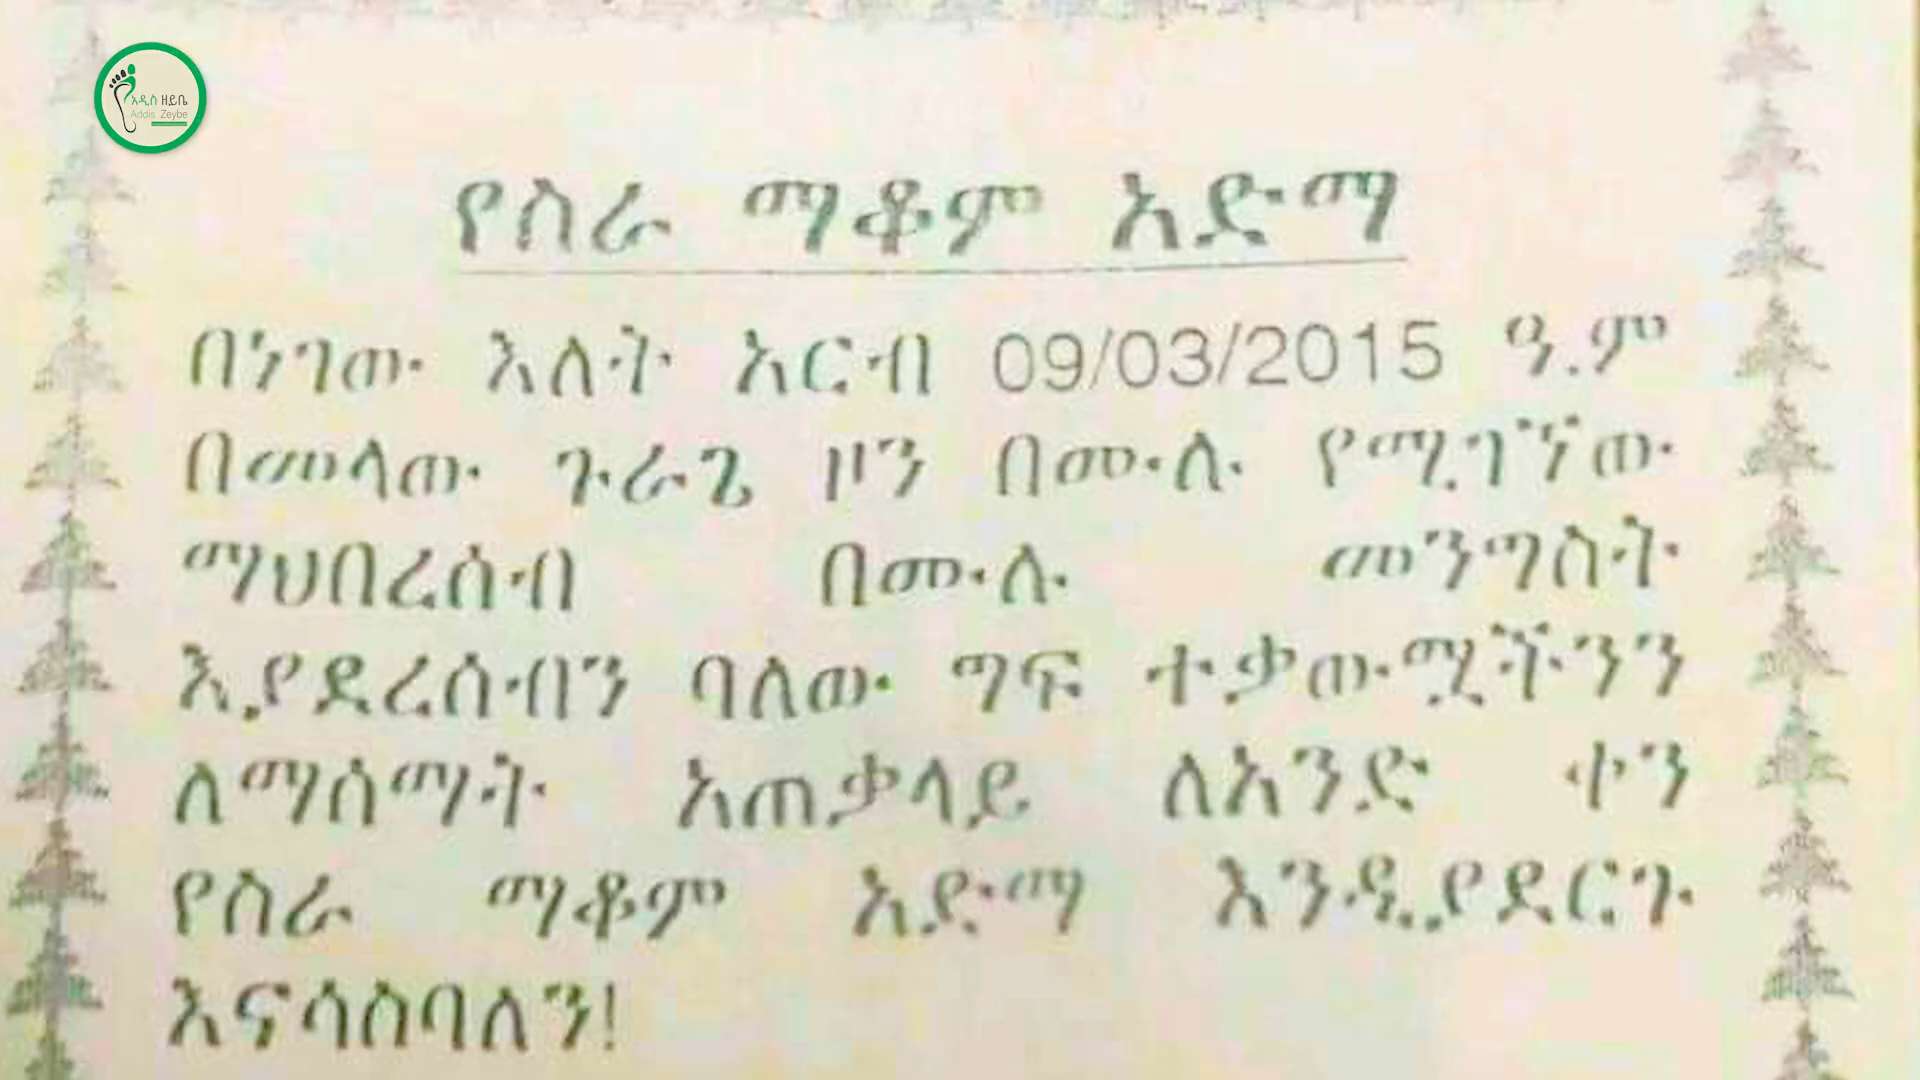 አዲስ ዘይቤ
Addis Zeybe
የስራ ማቆም አድማ
በነገው እለት አርብ 09/03/2015 ዓ.ም
በመላው ጉራጌ ዞን በሙሉ የሚገኘው
ማህበረሰብ በሙሉ መንግስት
እያደረሰብን ባለው ግፍ ተቃውሟችንን
ለማሰማት አጠቃላይ ለአንድ ቀን
የስራ ማቆም አድማ እንዲያደርጉ
እናሳስባለን!